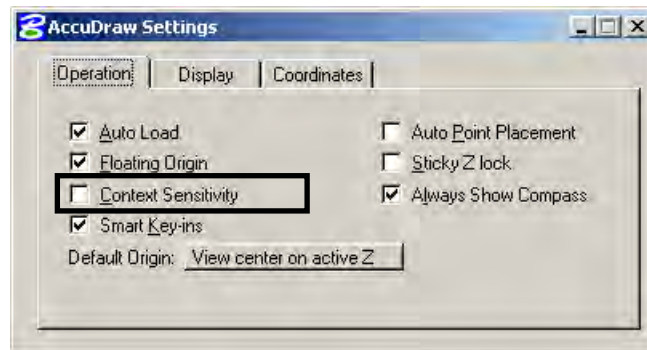 AccuDraw Settings
Operation Display Coordinates
Auto Load
Floating Origin
Context Sensitivity
Smart Key-ins
Default Origin: View center on active Z
Auto Point Placement
Sticky Z lock
Always Show Compass